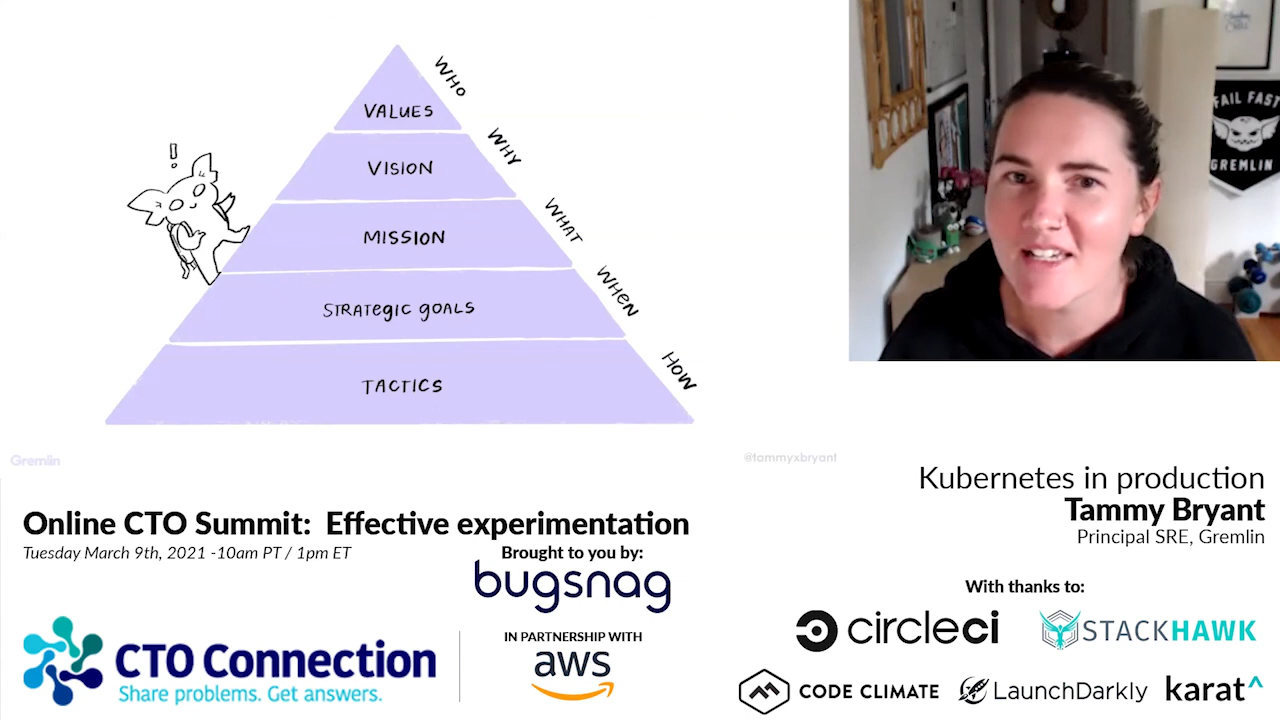 WHO
VALUES
WHY
VISION
WHAT
MISSION
WHEN
STRATEGIC GOALS
HOW
TACTICS
!
FAIL FAST
GREMLIN
Gremlin
@tammyxbryant
Kubernetes in production
Tammy Bryant
Principal SRE, Gremlin
Online CTO Summit: Effective experimentation
Tuesday March 9th, 2021 -10am PT / 1pm ET
Brought to you by:
bugsnag
IN PARTNERSHIP WITH
aws
CTO Connection
Share problems. Get answers.
With thanks to:
circleci
STACKHAWK
CODE CLIMATE
LaunchDarkly
karat^